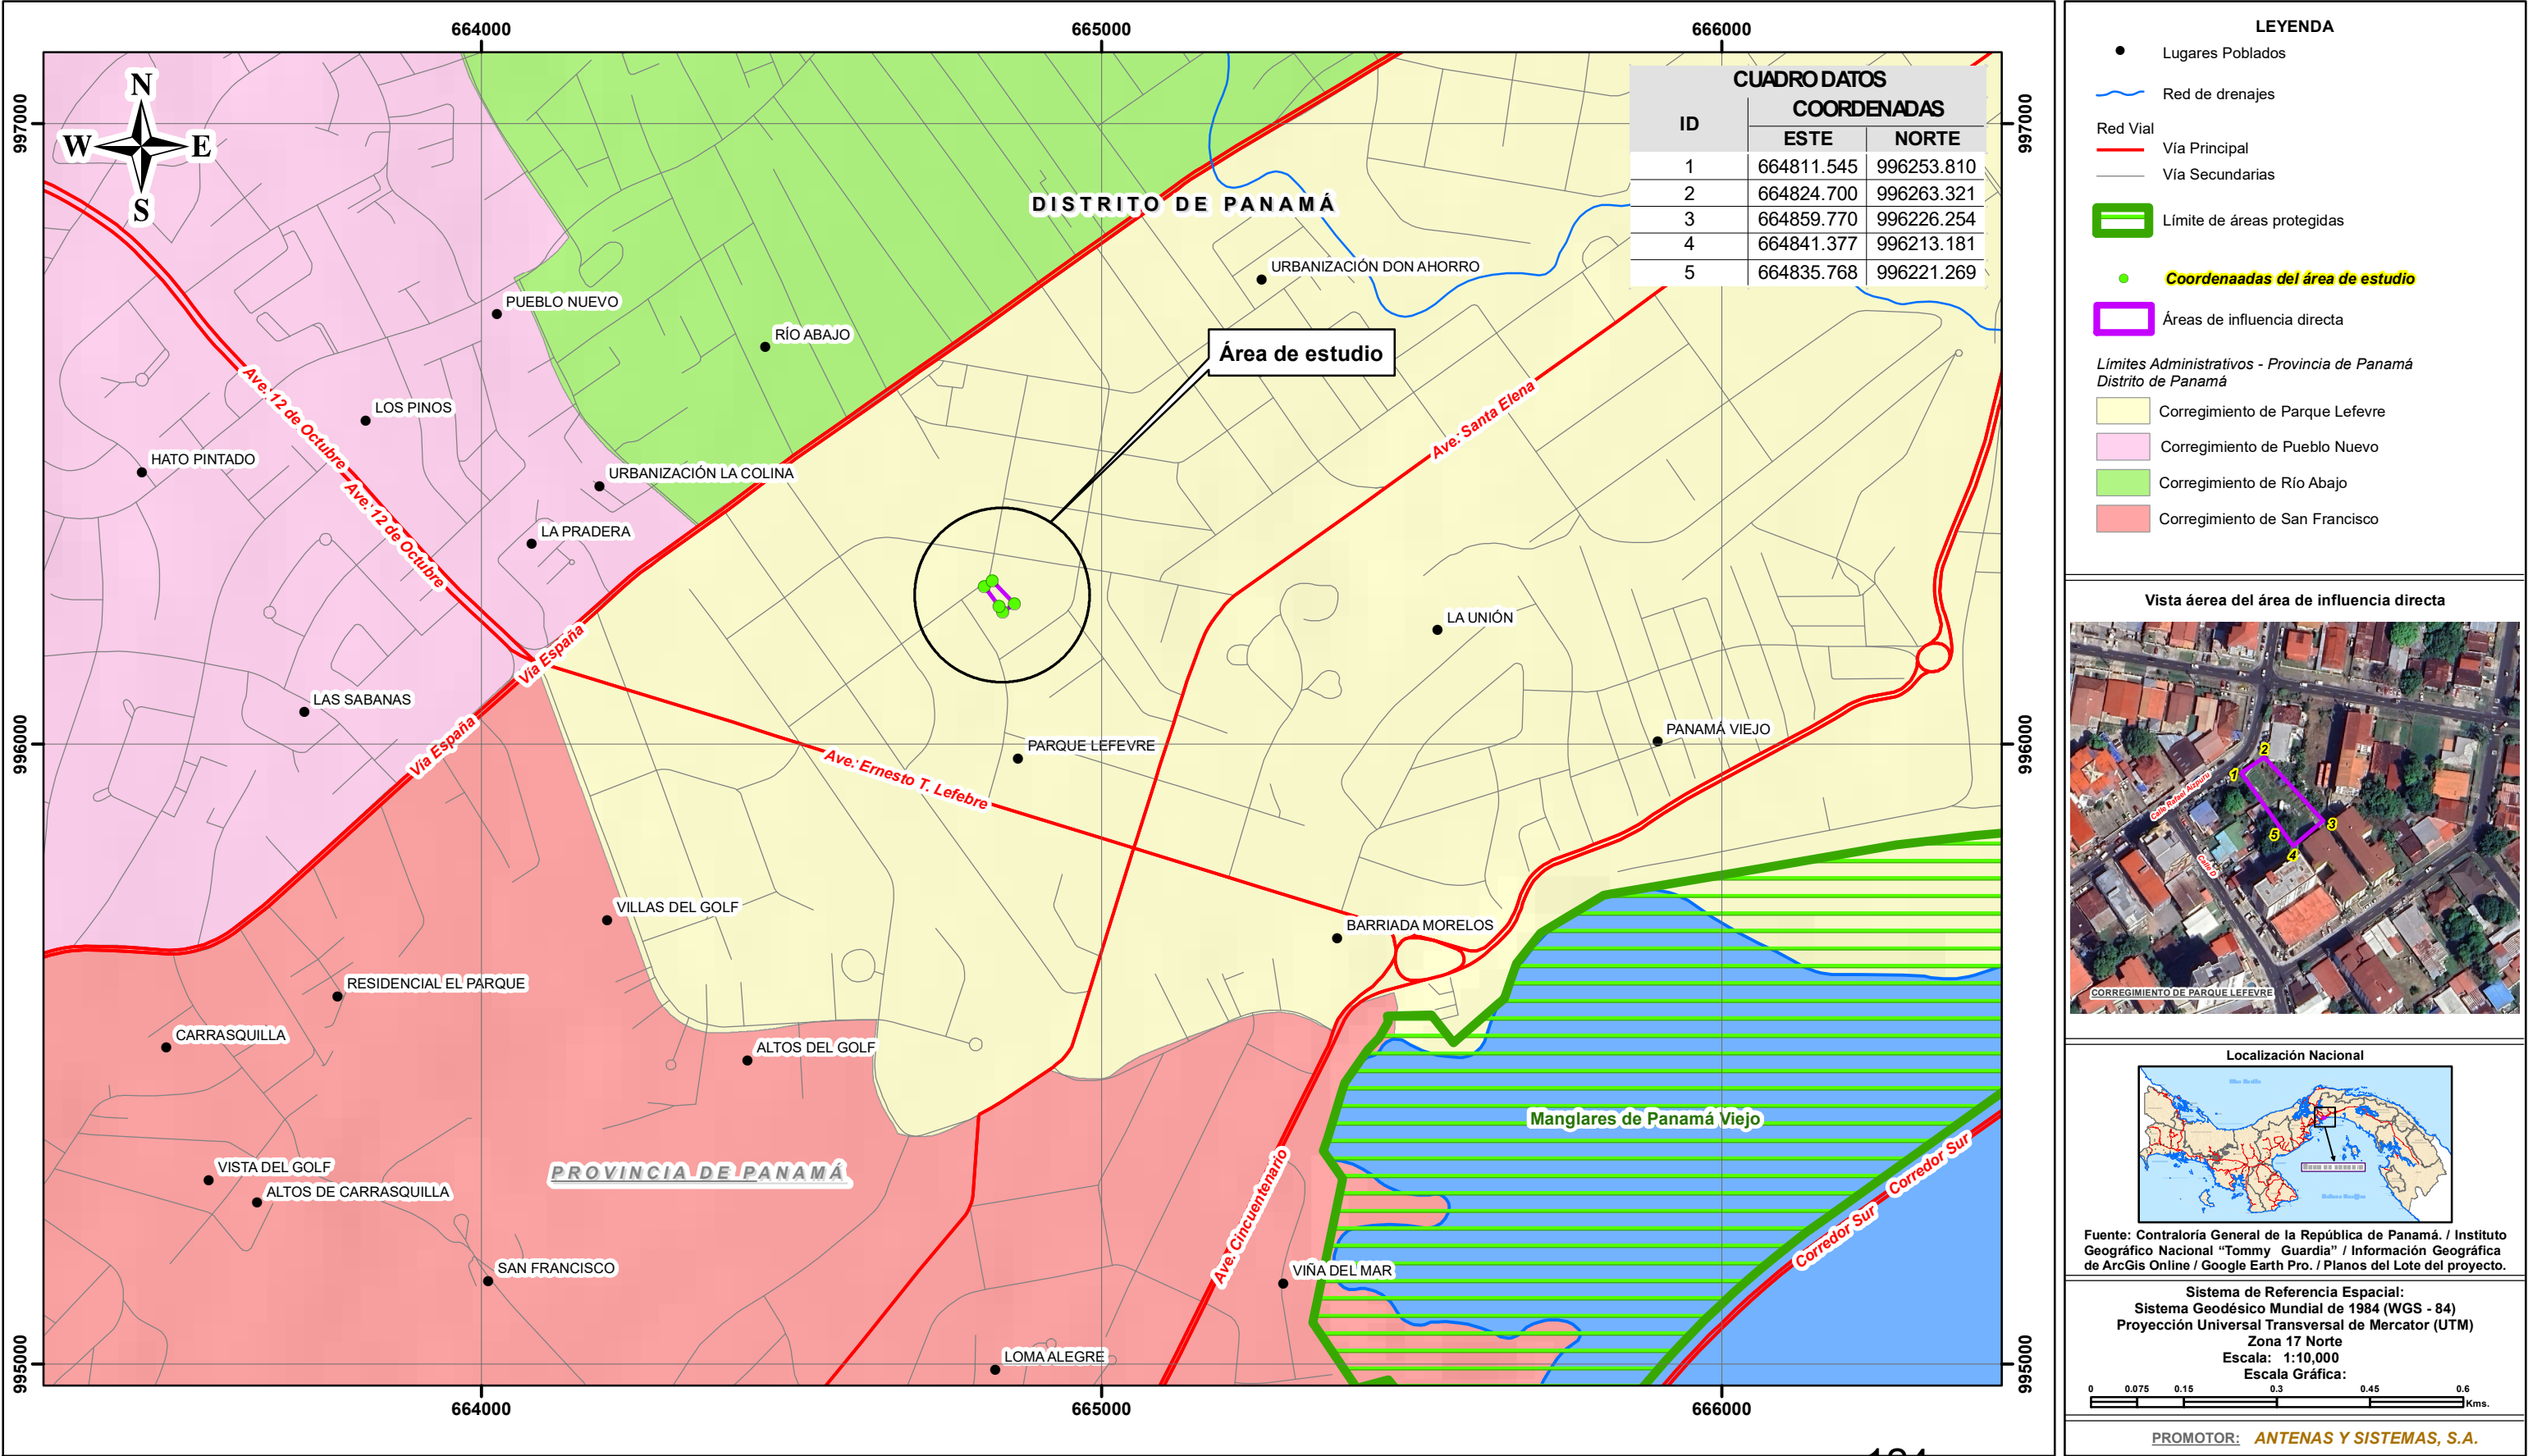 664000
665000
666000
997000
997000
N
W
E
S
CUADRO DATOS
ID
COORDENADAS
ESTE
NORTE
1 664811.545 996253.810
2 664824.700 996263.321
3 664859.770 996226.254
4 664841.377 996213.181
5 664835.768 996221.269
DISTRITO DE PANAMÁ
URBANIZACIÓN DON AHORRO
PUEBLO NUEVO
RÍO ABAJO
Área de estudio
Ave. 12 de Octubre
Ave. 12 de Octubre
LOS PINOS
Ave. Santa Elena
HATO PINTADO
URBANIZACIÓN LA COLINA
LA PRADERA
LA UNIÓN
Vía España
LAS SABANAS
Vía España
996000
996000
PANAMÁ VIEJO
PARQUE LEFEVRE
Ave. Ernesto T. Lefebre
VILLAS DEL GOLF
BARRIADA MORELOS
RESIDENCIAL EL PARQUE
CARRASQUILLA
ALTOS DEL GOLF
Manglares de Panamá Viejo
PROVINCIA DE PANAMÁ
VISTA DEL GOLF
ALTOS DE CARRASQUILLA
Ave. Cincuentenario
Corredor Sur
Corredor Sur
SAN FRANCISCO
VIÑA DEL MAR
LOMA ALEGRE
995000
995000
664000
665000
666000
LEYENDA
Lugares Poblados
Red de drenajes
Red Vial
Vía Principal
Vía Secundarias
Límite de áreas protegidas
Coordenaadas del área de estudio
Áreas de influencia directa
Límites Administrativos - Provincia de Panamá
Distrito de Panamá
Corregimiento de Parque Lefevre
Corregimiento de Pueblo Nuevo
Corregimiento de Río Abajo
Corregimiento de San Francisco
Vista áerea del área de influencia directa
2
1
Calle Rafael Aizpuru
3
5
4
Calle D
CORREGIMIENTO DE PARQUE LEFEVRE
Localización Nacional
Fuente: Contraloría General de la República de Panamá. / Instituto
Geográfico Nacional “Tommy Guardia” / Información Geográfica
de ArcGis Online / Google Earth Pro. / Planos del Lote del proyecto.
Sistema de Referencia Espacial:
Sistema Geodésico Mundial de 1984 (WGS - 84)
Proyección Universal Transversal de Mercator (UTM)
Zona 17 Norte
Escala: 1:10,000
Escala Gráfica:
0 0.075 0.15 0.3 0.45 0.6
Kms.
PROMOTOR: ANTENAS Y SISTEMAS, S.A.